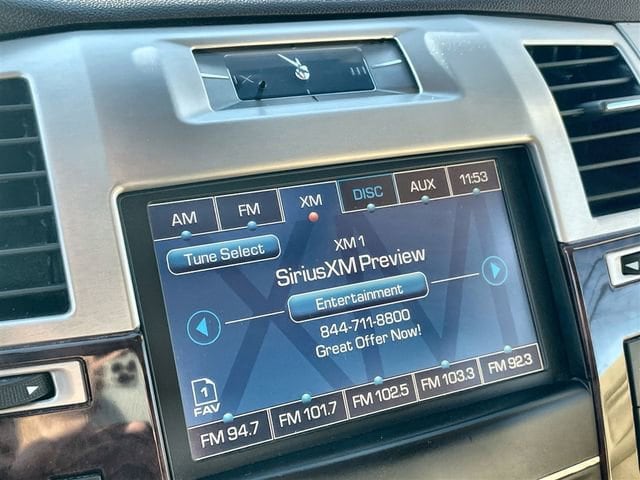 AM FM XM DISC AUX 11:53
Tune Select
XM 1
SiriusXM Preview
Entertainment
844-711-8800
Great Offer Now!
1
FAV
FM 94.7 FM 101.7 FM 102.5 FM 103.3 FM 92.3